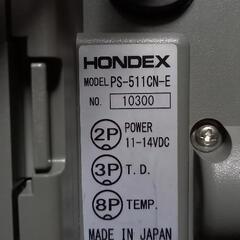 HONDEX
MODEL PS-511CN-E
NO. 10300
2P POWER
11-14VDC
3P T.D.
8P TEMP.
MADE IN JAPAN